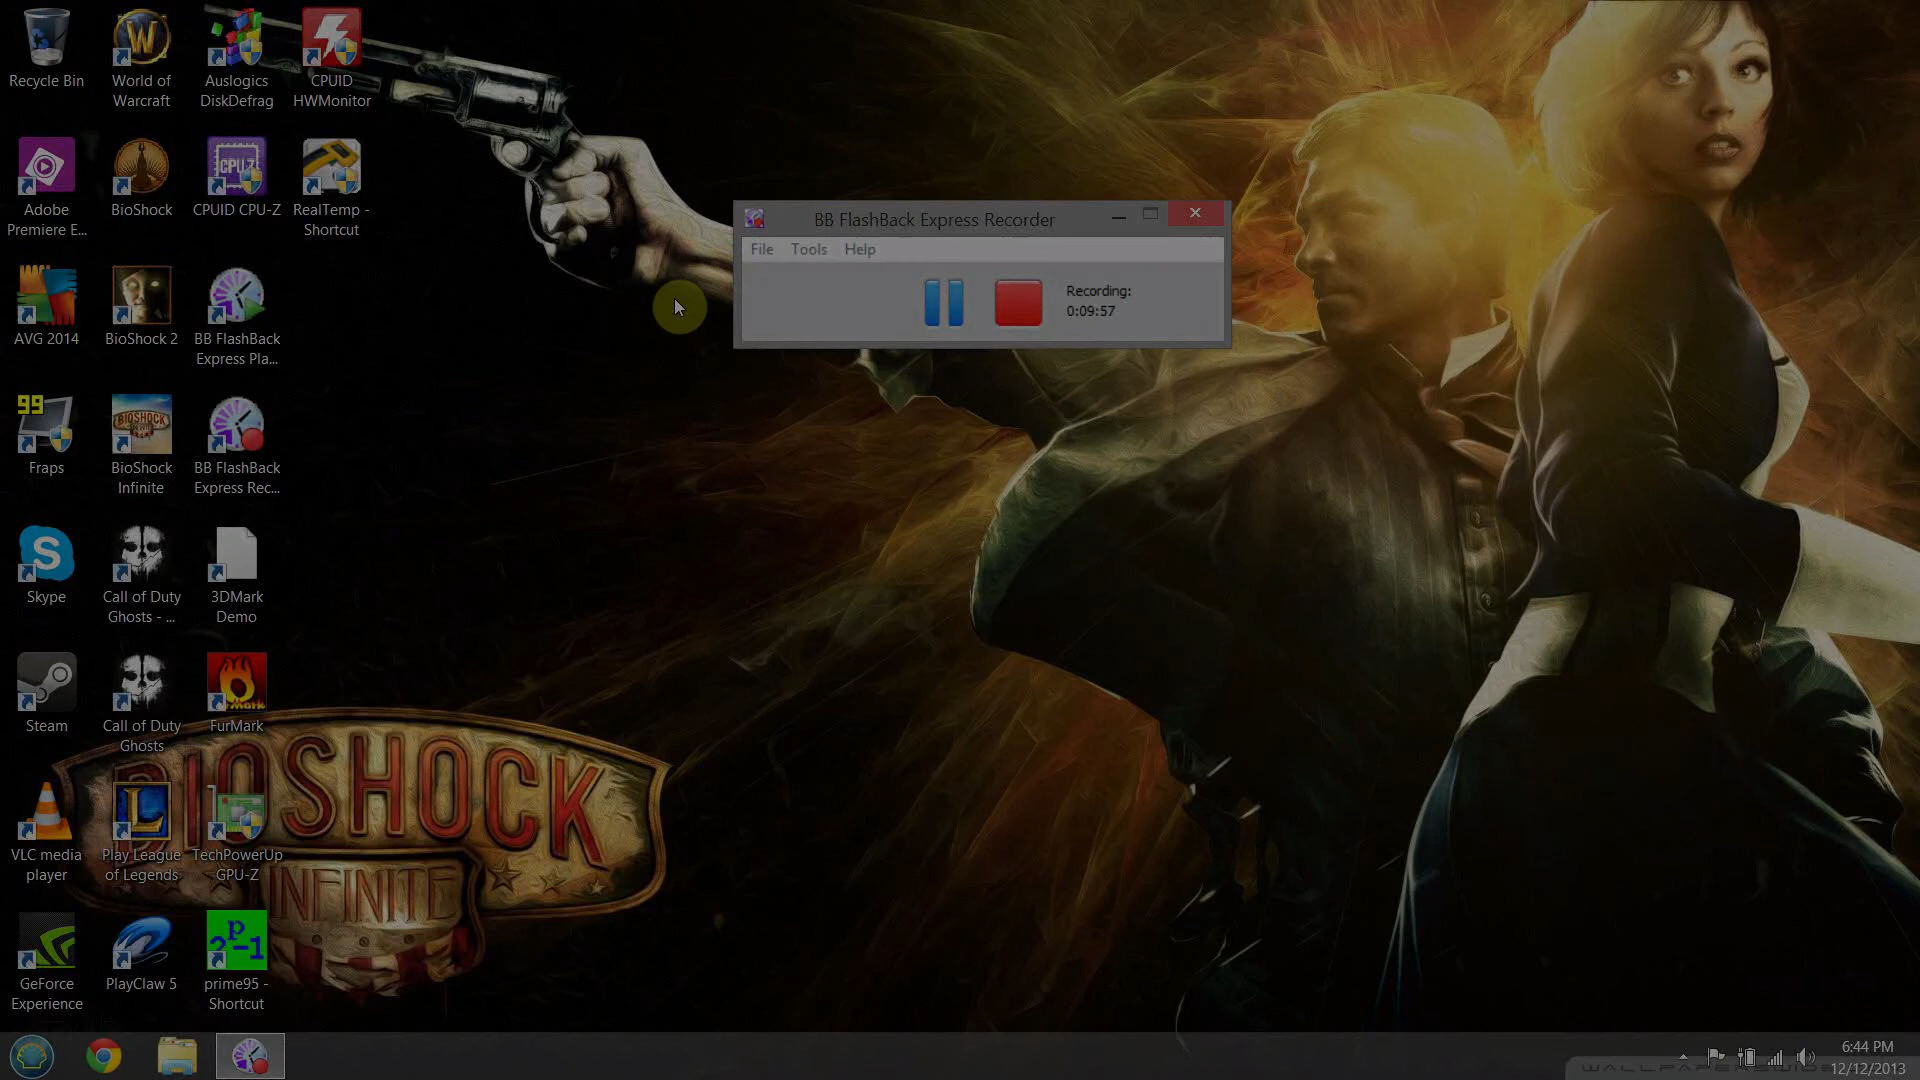 Recycle Bin
World of
Warcraft
Auslogics
DiskDefrag
CPUID
HWMonitor
Adobe
Premiere E...
BioShock
CPU-Z
CPUID CPU-Z
RealTemp -
Shortcut
AVG 2014
BioShock 2
BB FlashBack
Express Pla...
99
Fraps
BIOSHOCK
BioShock
Infinite
BB FlashBack
Express Rec...
Skype
Call of Duty
Ghosts - ...
3DMark
Demo
Steam
Call of Duty
Ghosts
FurMark
VLC media
player
Play League
of Legends
TechPowerUp
GPU-Z
GeForce
Experience
PlayClaw 5
prime95 -
Shortcut
BIOSHOCK
INFINITE
BB FlashBack Express Recorder
File Tools Help
Recording:
0:09:57
6:44 PM
12/12/2013